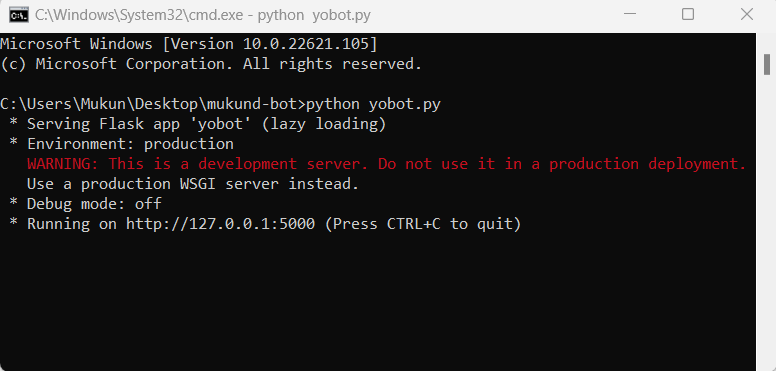 C:\Windows\System32\cmd.exe - python  yobot.py
Microsoft Windows [Version 10.0.22621.105]
(c) Microsoft Corporation. All rights reserved.
C:\Users\Mukun\Desktop\mukund-bot>python yobot.py
 * Serving Flask app 'yobot' (lazy loading)
 * Environment: production
   WARNING: This is a development server. Do not use it in a production deployment.
   Use a production WSGI server instead.
 * Debug mode: off
 * Running on http://127.0.0.1:5000 (Press CTRL+C to quit)